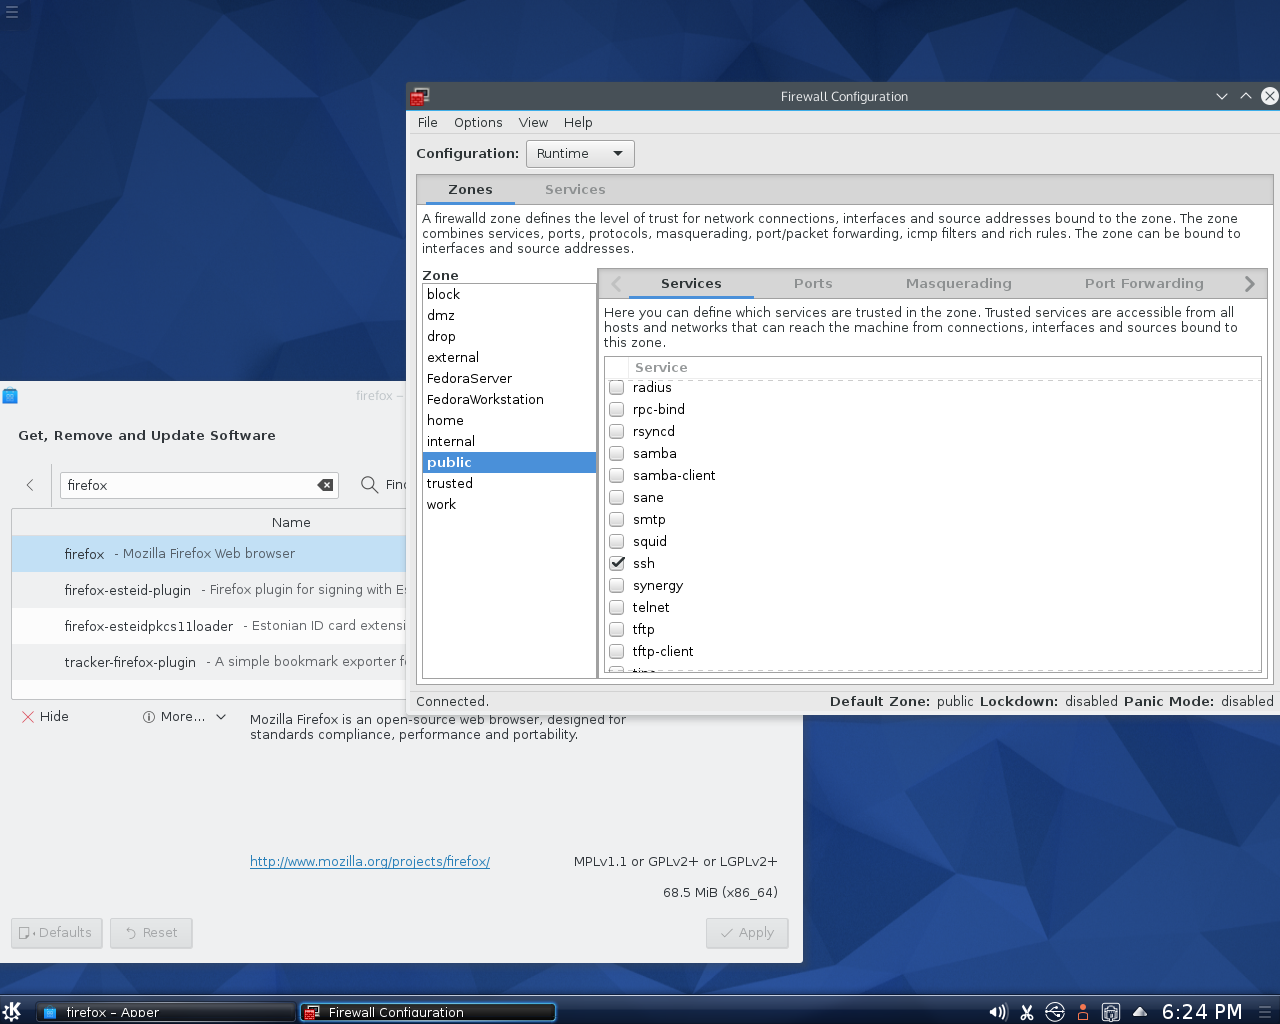 Firewall Configuration
File Options View Help
Configuration: Runtime
Zones Services
A firewalld zone defines the level of trust for network connections, interfaces and source addresses bound to the zone. The zone
combines services, ports, protocols, masquerading, port/packet forwarding, icmp filters and rich rules. The zone can be bound to
interfaces and source addresses.
Zone
block
dmz
drop
external
FedoraServer
FedoraWorkstation
home
internal
public
trusted
work
Services Ports Masquerading Port Forwarding
Here you can define which services are trusted in the zone. Trusted services are accessible from all
hosts and networks that can reach the machine from connections, interfaces and sources bound to
this zone.
Service
radius
rpc-bind
rsyncd
samba
samba-client
sane
smtp
squid
ssh
synergy
telnet
tftp
tftp-client
Connected.
Default Zone: public Lockdown: disabled Panic Mode: disabled
firefox –
Get, Remove and Update Software
firefox
Name
firefox - Mozilla Firefox Web browser
firefox-esteid-plugin - Firefox plugin for signing with
firefox-esteidpkcs11loader - Estonian ID card
tracker-firefox-plugin - A simple bookmark exporter
Hide More...
Mozilla Firefox is an open-source web browser, designed for
standards compliance, performance and portability.
http://www.mozilla.org/projects/firefox/
MPLv1.1 or GPLv2+ or LGPLv2+
68.5 MiB (x86_64)
Defaults Reset Apply
firefox – Apper Firewall Configuration 6:24 PM